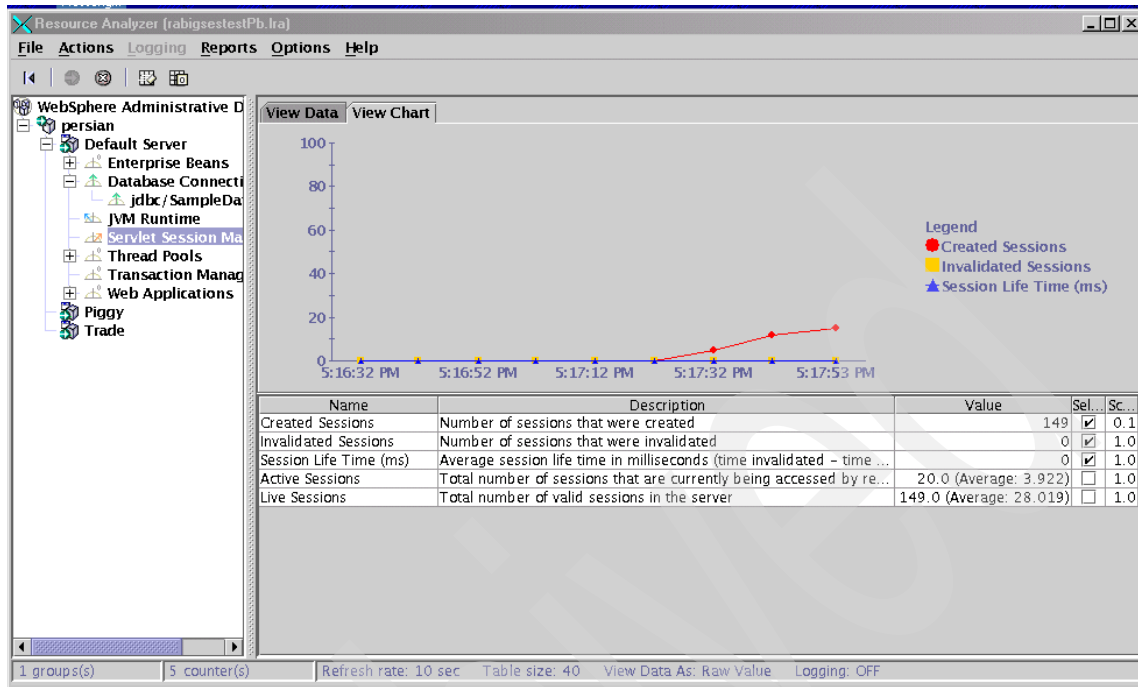 Resource Analyzer (rabigsestestPb.lra)
File Actions Logging Reports Options Help
WebSphere Administrative D
persian
Default Server
Enterprise Beans
Database Connecti
jdbc/SampleDa
JVM Runtime
Servlet Session Ma
Thread Pools
Transaction Manag
Web Applications
Piggy
Trade
View Data View Chart
100
80
60
40
20
0
5:16:32 PM 5:16:52 PM 5:17:12 PM 5:17:32 PM 5:17:53 PM
Legend
Created Sessions
Invalidated Sessions
Session Life Time (ms)
Name Description Value Sel... Sc...
Created Sessions Number of sessions that were created 149 0.1
Invalidated Sessions Number of sessions that were invalidated 0 1.0
Session Life Time (ms) Average session life time in milliseconds (time invalidated - time ... 0 1.0
Active Sessions Total number of sessions that are currently being accessed by re... 20.0 (Average: 3.922) 1.0
Live Sessions Total number of valid sessions in the server 149.0 (Average: 28.019) 1.0
1 groups(s) 5 counter(s) Refresh rate: 10 sec Table size: 40 View Data As: Raw Value Logging: OFF